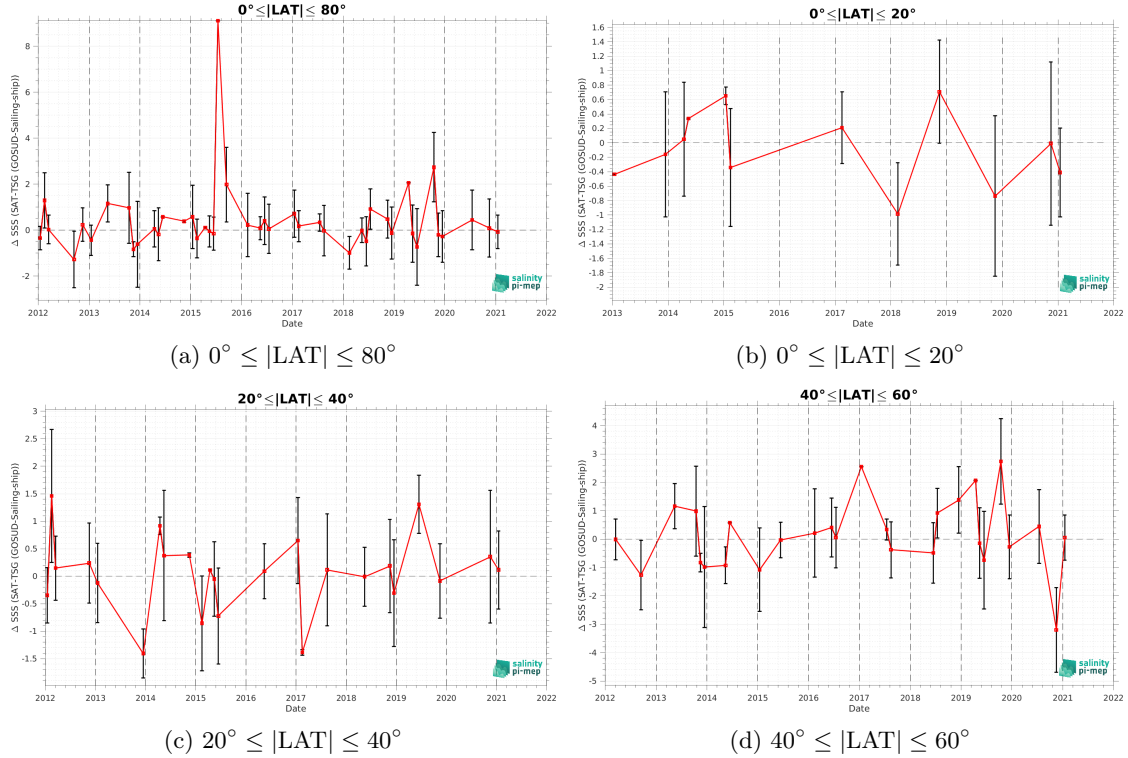 0°≤|LAT|≤ 80°
Δ SSS (SAT-TSG (GOSUD-Sailing-ship))
8
6
4
2
0
-2
2012 2013 2014 2015 2016 2017 2018 2019 2020 2021 2022
Date
salinity
pi-mep
(a) 0° ≤ |LAT| ≤ 80°
0°≤|LAT|≤ 20°
Δ SSS (SAT-TSG (GOSUD-Sailing-ship))
1.6
1.4
1.2
1
0.8
0.6
0.4
0.2
0
-0.2
-0.4
-0.6
-0.8
-1
-1.2
-1.4
-1.6
-1.8
-2
2013 2014 2015 2016 2017 2018 2019 2020 2021 2022
Date
salinity
pi-mep
(b) 0° ≤ |LAT| ≤ 20°
20°≤|LAT|≤ 40°
Δ SSS (SAT-TSG (GOSUD-Sailing-ship))
3
2.5
2
1.5
1
0.5
0
-0.5
-1
-1.5
2012 2013 2014 2015 2016 2017 2018 2019 2020 2021 2022
Date
salinity
pi-mep
(c) 20° ≤ |LAT| ≤ 40°
40°≤|LAT|≤ 60°
Δ SSS (SAT-TSG (GOSUD-Sailing-ship))
4
3
2
1
0
-1
-2
-3
-4
-5
2012 2013 2014 2015 2016 2017 2018 2019 2020 2021 2022
Date
salinity
pi-mep
(d) 40° ≤ |LAT| ≤ 60°